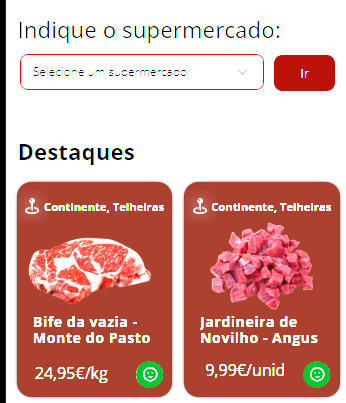 Indique o supermercado:
Selecione um supermercado
Ir
Destaques
Continente, Telheiras
Bife da vazia -
Monte do Pasto
24,95€/kg
Continente, Telheiras
Jardineira de
Novilho - Angus
9,99€/unid